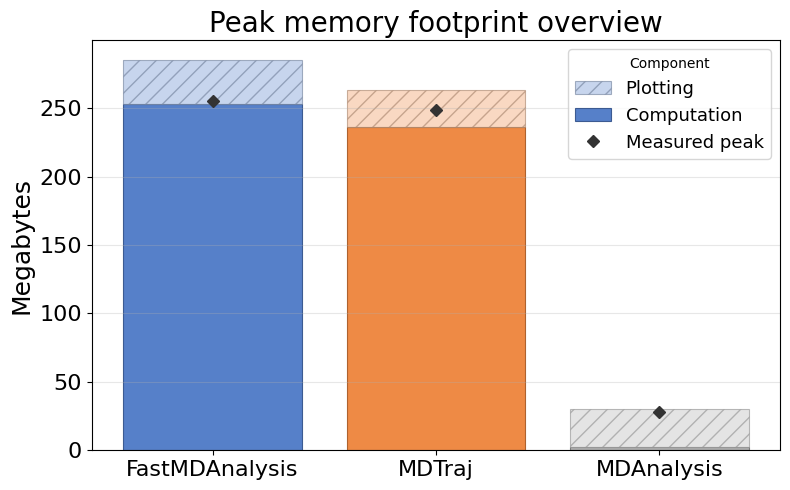 Peak memory footprint overview
Megabytes
250
200
150
100
50
0
Component
Plotting
Computation
Measured peak
FastMDAnalysis
MDTraj
MDAnalysis